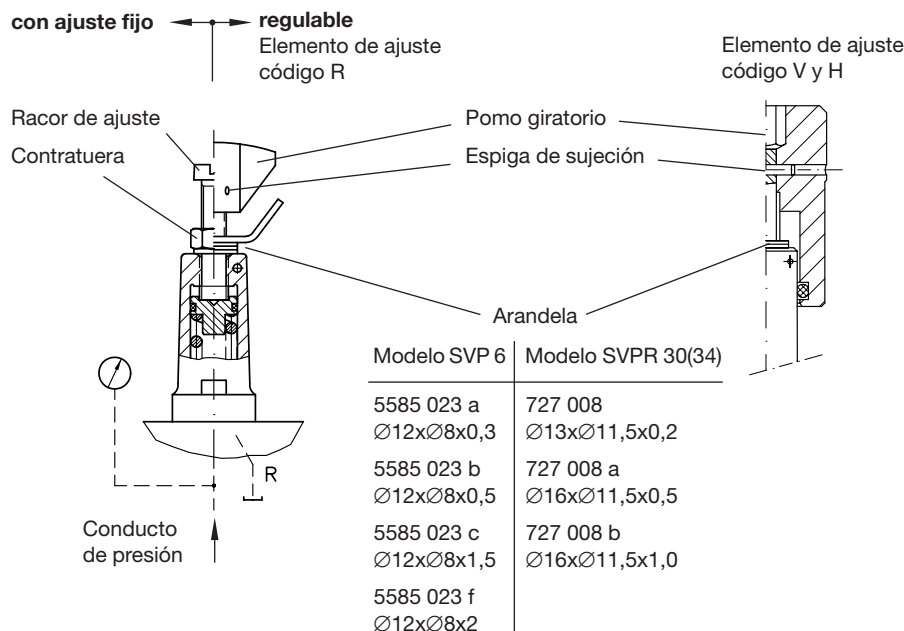 con ajuste fijo
regulable
Elemento de ajuste
código R
Elemento de ajuste
código V y H
Racor de ajuste
Contratuera
Pomo giratorio
Espiga de sujeción
Arandela
Modelo SVP 6 Modelo SVPR 30(34)
5585 023 a 727 008
∅12x∅8x0,3 ∅13x∅11,5x0,2
5585 023 b 727 008 a
∅12x∅8x0,5 ∅16x∅11,5x0,5
5585 023 c 727 008 b
∅12x∅8x1,5 ∅16x∅11,5x1,0
5585 023 f
∅12x∅8x2
R
Conducto
de presión